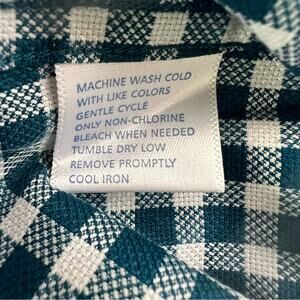 MACHINE WASH COLD
WITH LIKE COLORS
GENTLE CYCLE
ONLY NON-CHLORINE
BLEACH WHEN NEEDED
TUMBLE DRY LOW
REMOVE PROMPTLY
COOL IRON